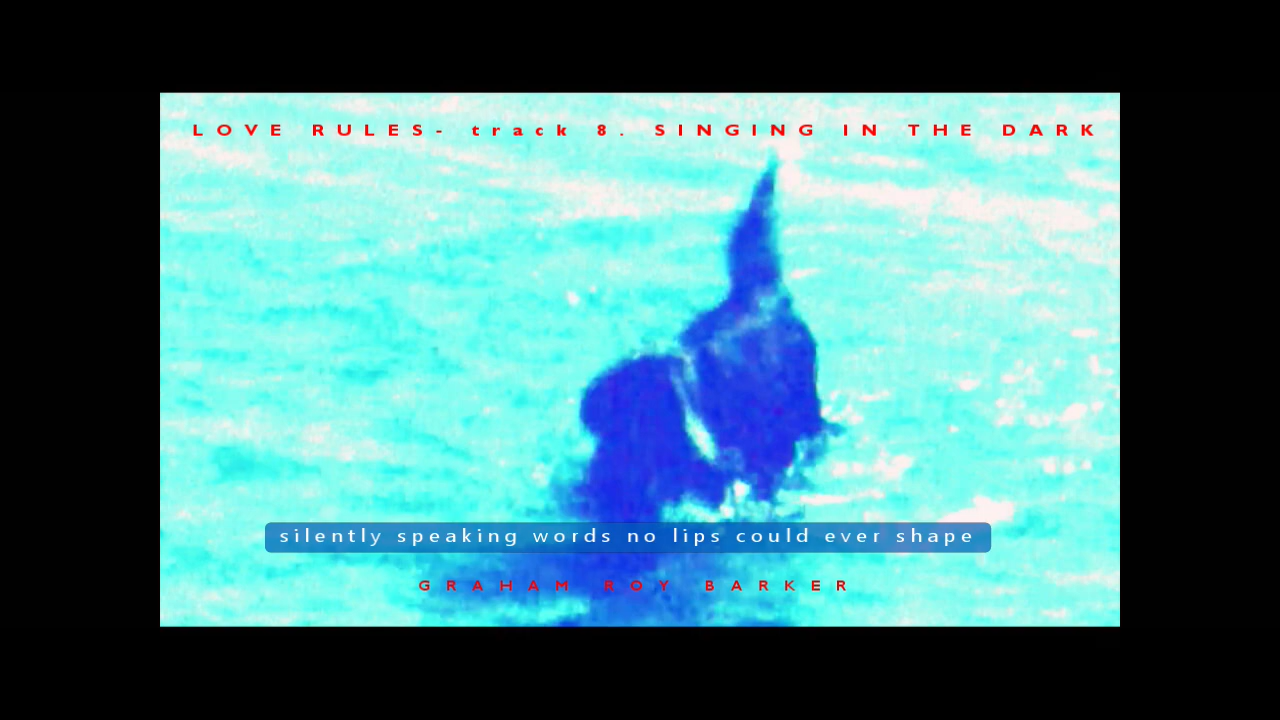 LOVE RULES- track 8. SINGING IN THE DARK
silently speaking words no lips could ever shape
GRAHAM ROY BARKER